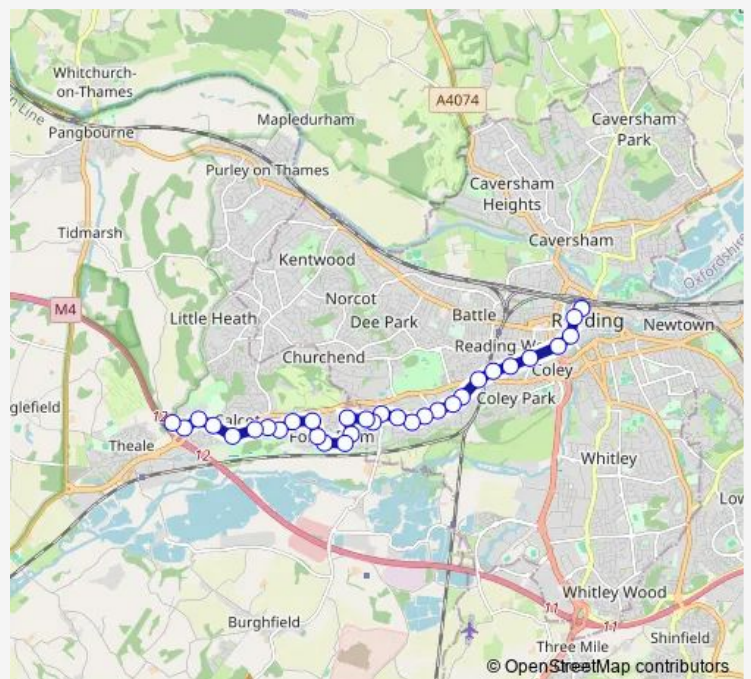 Whitchurch-
on-Thames
A4074
Caversham
Park
n Line
Pangbourne
Mapledurham
Purley on Thames
Caversham
Heights
Tidmarsh
Caversham
Kentwood
Oxfordshire
Norcot
M4
Little Heath
Dee Park
Battle
Newtown
Churchend
Coley
glefield
Coley Park
12
Theale
12
Whitley
Low
Whitley Wood
11
11
Burghfield
Shinfield
Three Mile
© OpenStreetMap contributors